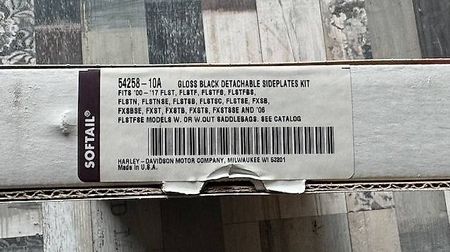 SOFTAIL®
54258-10A GLOSS BLACK DETACHABLE SIDEPLATES KIT
FITS '00 - '17 FLST, FLSTF, FLSTFB, FLSTFBS,
FLSTN, FLSTNSE, FLSTSB, FLSTSC, FLSTSE, FXSB,
FXSBSE, FXST, FXSTB, FXSTS, FXSTSSE AND '06
FLSTFSE MODELS W. OR W.OUT SADDLEBAGS. SEE CATALOG
HARLEY-DAVIDSON MOTOR COMPANY, MILWAUKEE WI 53201
Made in U.S.A.